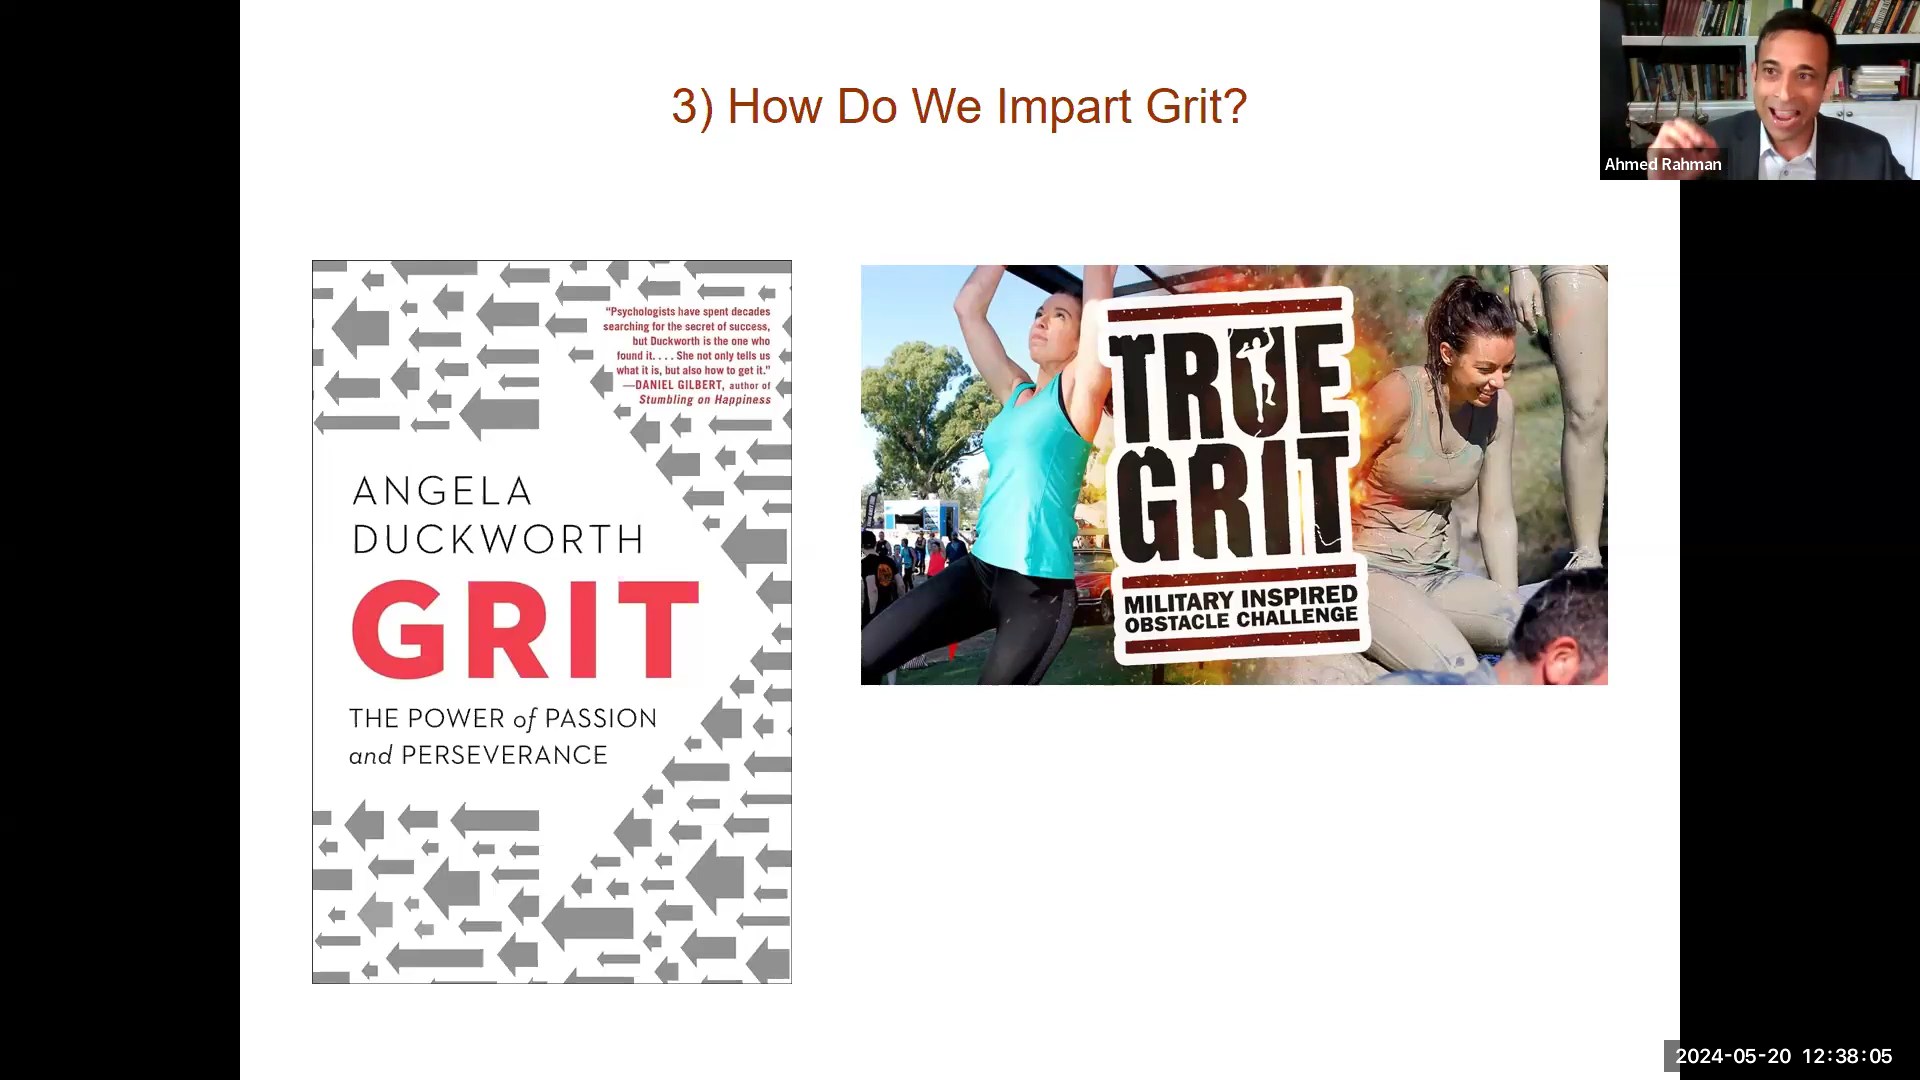 3) How Do We Impart Grit?
Ahmed Rahman
"Psychologists have spent decades
searching for the secret of success,
but Duckworth is the one who
found it. . . . She not only tells us
what it is, but also how to get it."
—DANIEL GILBERT, author of
Stumbling on Happiness
ANGELA
DUCKWORTH
GRIT
THE POWER of PASSION
and PERSEVERANCE
TRUE
GRIT
MILITARY INSPIRED
OBSTACLE CHALLENGE
2024-05-20 12:38:05